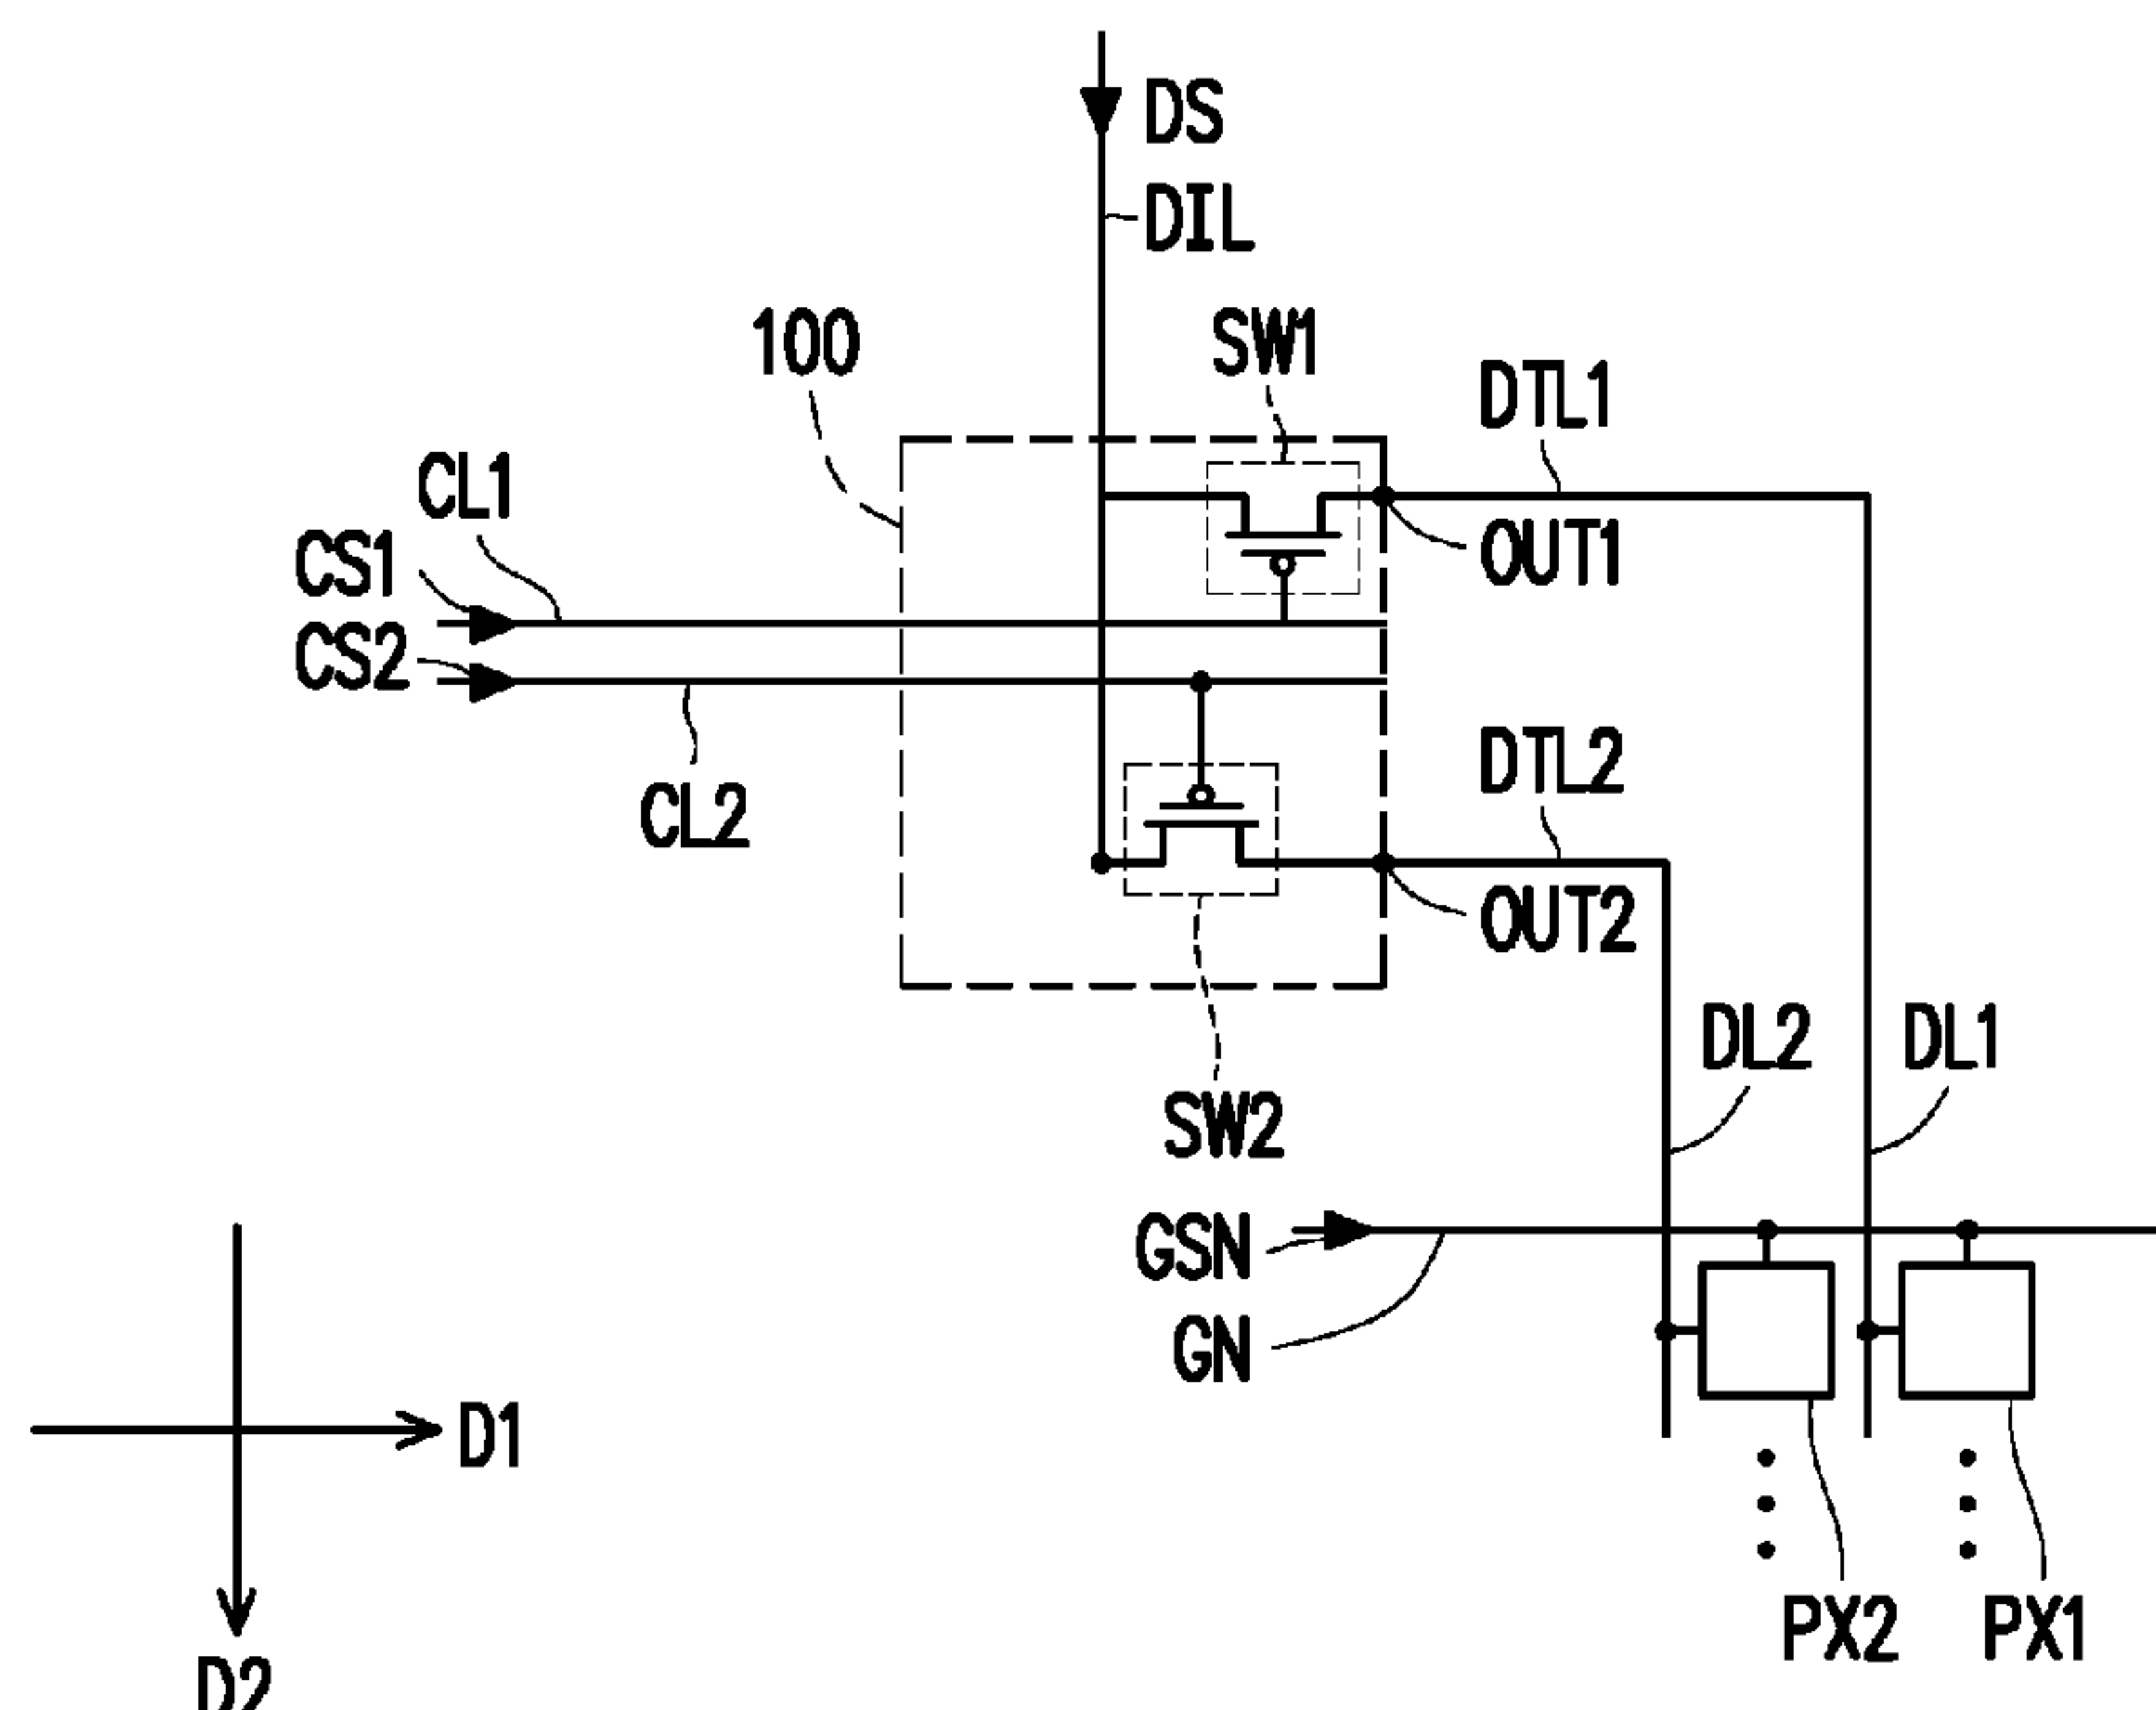 DS
DIL
100
SW1
DTL1
CL1
CS1
OUT1
CS2
CL2
DTL2
OUT2
DL2
DL1
SW2
GSN
GN
D1
PX2
PX1
D2